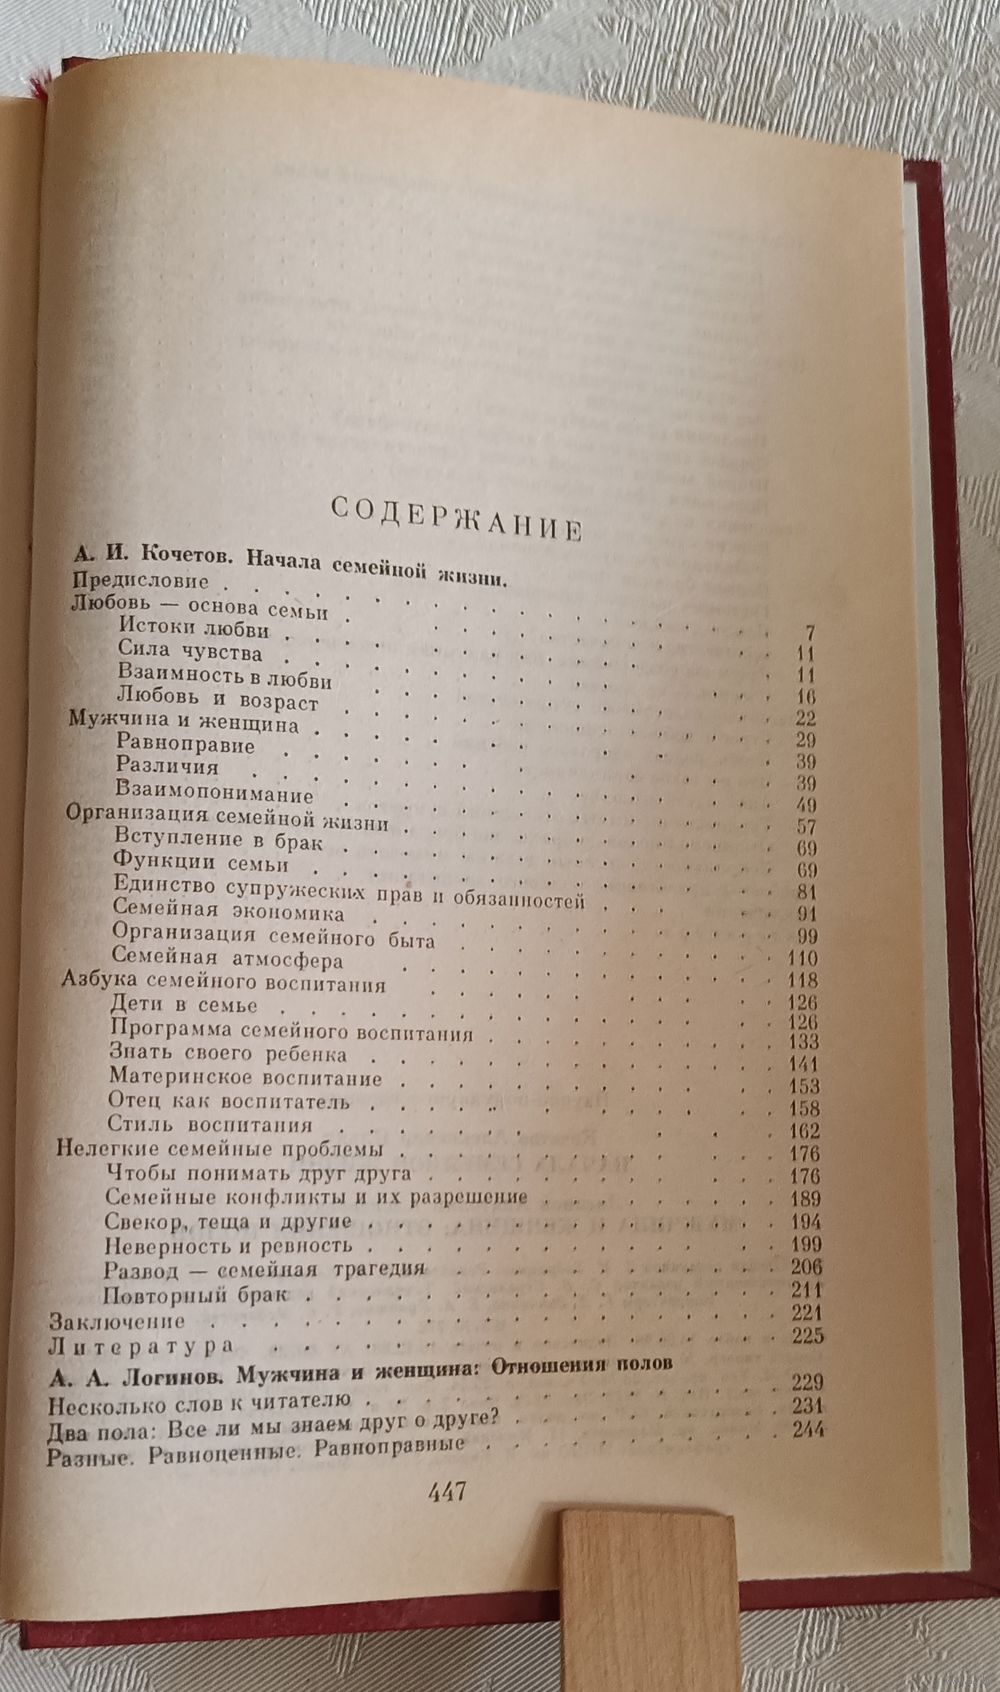 СОДЕРЖАНИЕ
А. И. Кочетов. Начала семейной жизни.
Предисловие . . . . . . . . . . . . . . . . 7
Любовь — основа семьи . . . . . . . . . . . . 11
Истоки любви . . . . . . . . . . . . . . 11
Сила чувства . . . . . . . . . . . . . . 16
Взаимность в любви . . . . . . . . . . . 22
Любовь и возраст . . . . . . . . . . . . 29
Мужчина и женщина . . . . . . . . . . . . . . 39
Равноправие . . . . . . . . . . . . . . 39
Различия . . . . . . . . . . . . . . . 49
Взаимопонимание . . . . . . . . . . . . 57
Организация семейной жизни . . . . . . . . . . 69
Вступление в брак . . . . . . . . . . . . 69
Функции семьи . . . . . . . . . . . . . 81
Единство супружеских прав и обязанностей . . . . . 91
Семейная экономика . . . . . . . . . . . 99
Организация семейного быта . . . . . . . . 110
Семейная атмосфера . . . . . . . . . . . 118
Азбука семейного воспитания . . . . . . . . . . 126
Дети в семье . . . . . . . . . . . . . . 126
Программа семейного воспитания . . . . . . . 133
Знать своего ребенка . . . . . . . . . . . 141
Материнское воспитание . . . . . . . . . . 153
Отец как воспитатель . . . . . . . . . . . 158
Стиль воспитания . . . . . . . . . . . . 162
Нелегкие семейные проблемы . . . . . . . . . . 176
Чтобы понимать друг друга . . . . . . . . . 176
Семейные конфликты и их разрешение . . . . . . 189
Свекор, теща и другие . . . . . . . . . . . 194
Неверность и ревность . . . . . . . . . . . 199
Развод — семейная трагедия . . . . . . . . 206
Повторный брак . . . . . . . . . . . . . 211
Заключение . . . . . . . . . . . . . . . . 221
Литература . . . . . . . . . . . . . . . 225
А. А. Логинов. Мужчина и женщина: Отношения полов
Несколько слов к читателю . . . . . . . . . . . 229
Два пола: Все ли мы знаем друг о друге? . . . . . . . 231
Разные. Равноценные. Равноправные . . . . . . . . 244
447